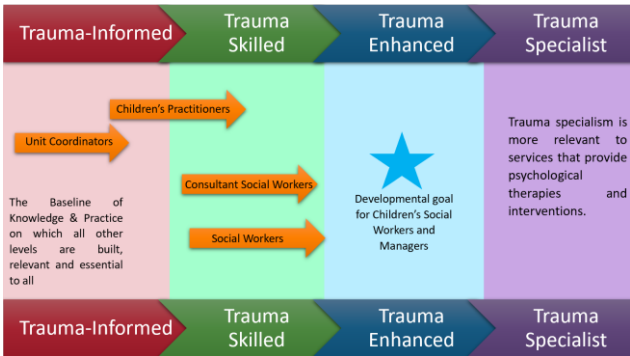 Trauma-Informed
Trauma
Skilled
Trauma
Enhanced
Trauma
Specialist
Children's Practitioners
Unit Coordinators
The Baseline of
Knowledge & Practice
on which all other
levels are built,
relevant and essential
to all
Consultant Social Workers
Social Workers
Developmental goal
for Children's Social
Workers and
Managers
Trauma specialism is
more relevant to
services that provide
psychological
therapies and
interventions.
Trauma-Informed
Trauma
Skilled
Trauma
Enhanced
Trauma
Specialist